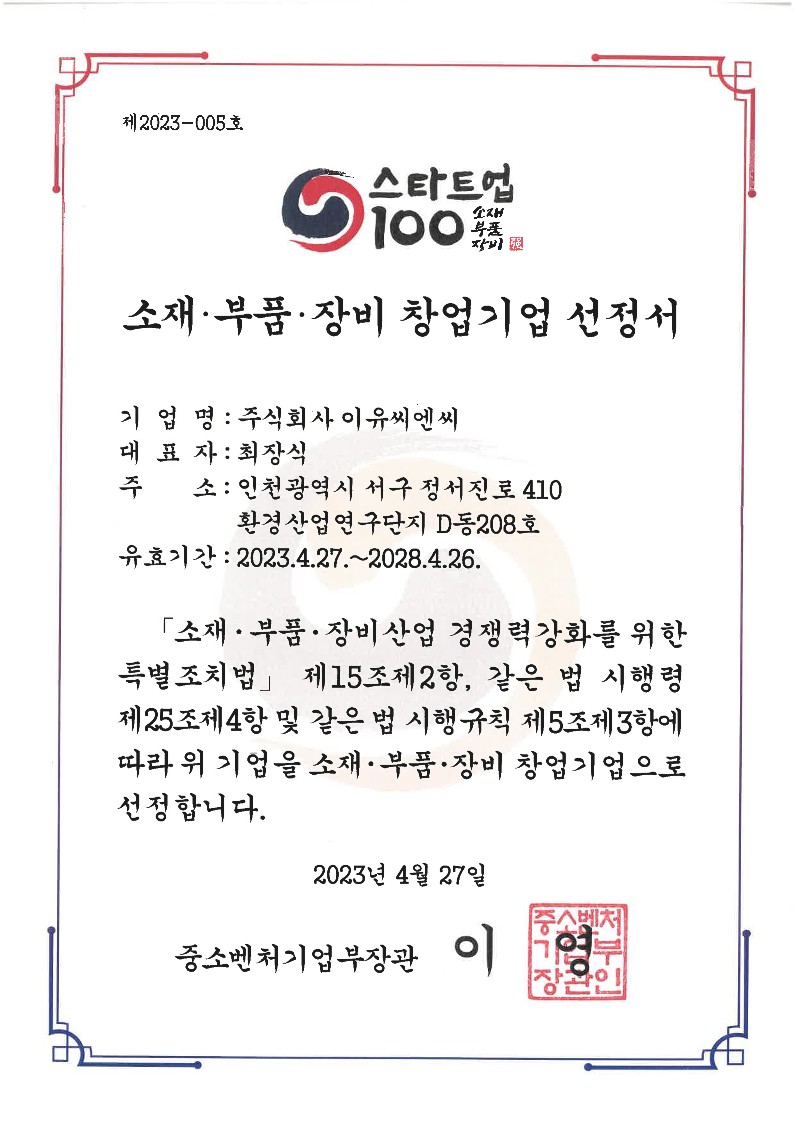 제2023-005호
스타트업
100 소재
부품
장비
소재·부품·장비 창업기업 선정서
기 업 명 : 주식회사 이유씨엔씨
대 표 자 : 최장식
주 소 : 인천광역시 서구 정서진로 410
환경산업연구단지 D동208호
유효기간 : 2023.4.27.~2028.4.26.
「소재·부품·장비산업 경쟁력강화를 위한
특별조치법」 제15조제2항, 같은 법 시행령
제25조제4항 및 같은 법 시행규칙 제5조제3항에
따라 위 기업을 소재·부품·장비 창업기업으로
선정합니다.
2023년 4월 27일
중소벤처기업부장관 이 영
중소벤처
기업부
장관인